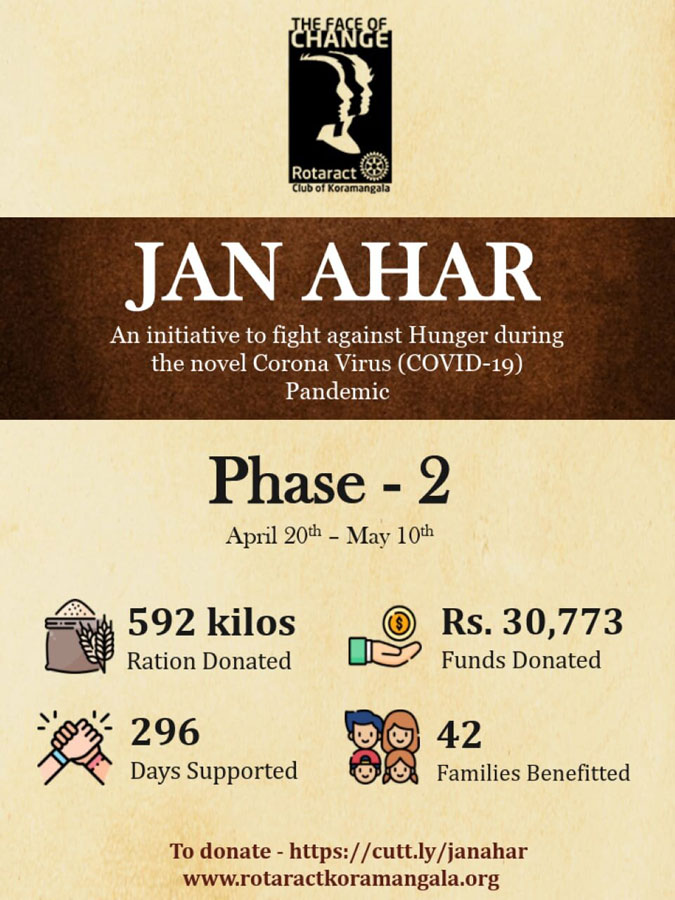 THE FACE OF
CHANGE
Rotaract
Club of Koramangala
JAN AHAR
An initiative to fight against Hunger during
the novel Corona Virus (COVID-19)
Pandemic
Phase - 2
April 20th – May 10th
592 kilos
Ration Donated
Rs. 30,773
Funds Donated
296
Days Supported
42
Families Benefitted
To donate - https://cutt.ly/janahar
www.rotaractkoramangala.org